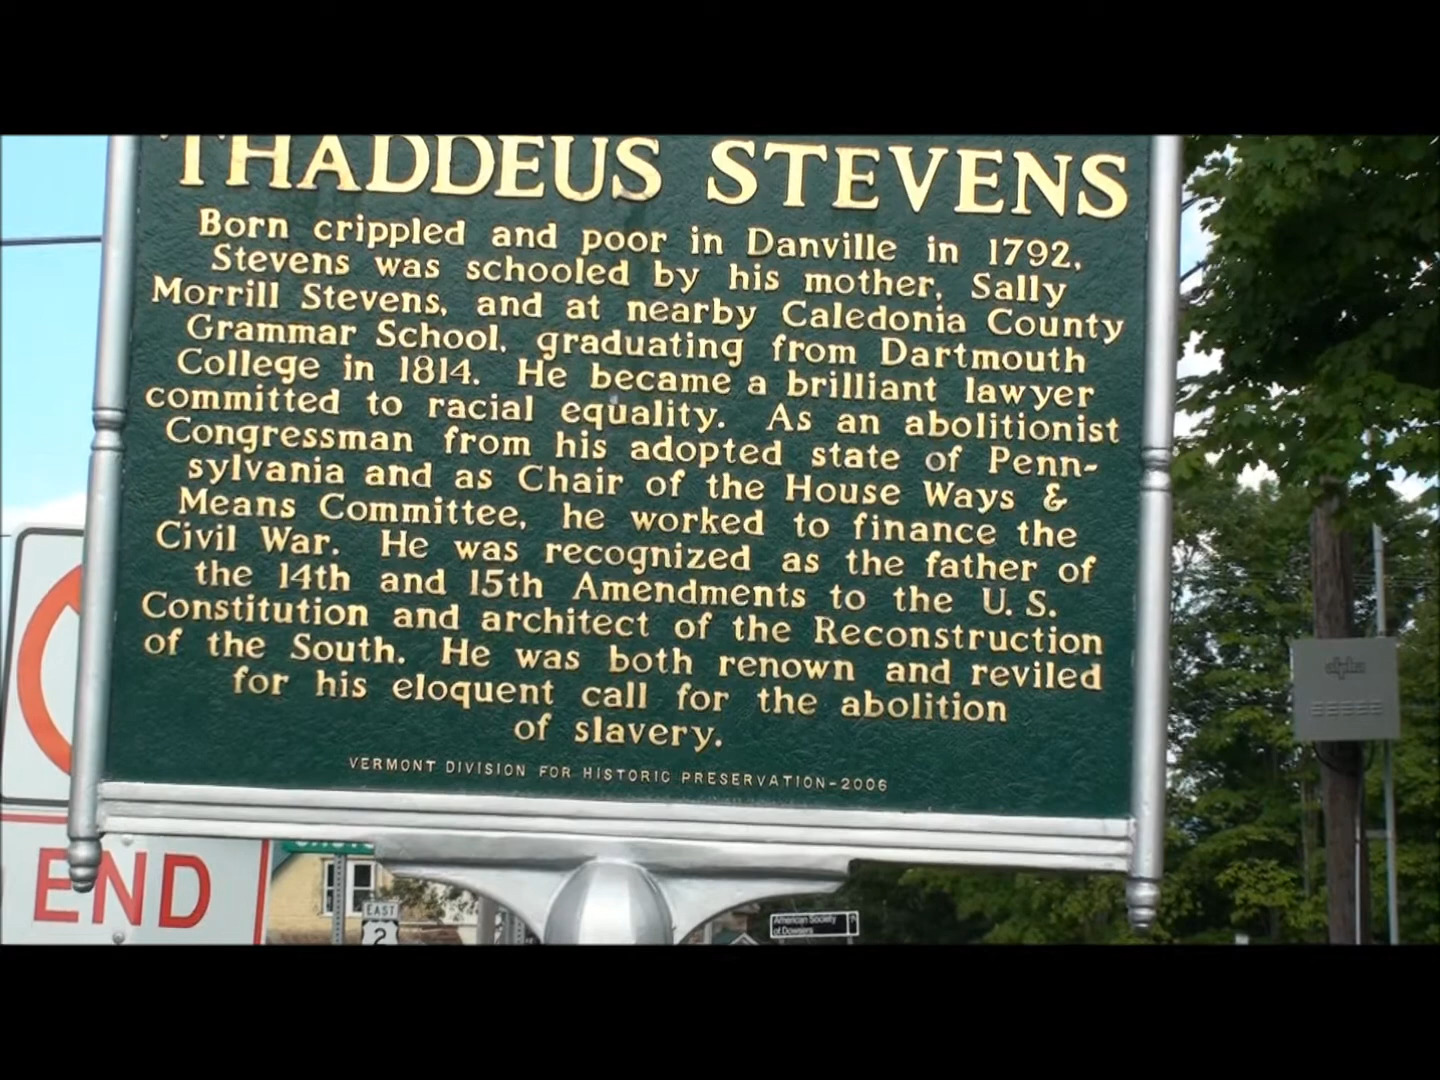 THADDEUS STEVENS
Born crippled and poor in Danville in 1792,
Stevens was schooled by his mother, Sally
Morrill Stevens, and at nearby Caledonia County
Grammar School, graduating from Dartmouth
College in 1814. He became a brilliant lawyer
committed to racial equality. As an abolitionist
Congressman from his adopted state of Penn-
sylvania and as Chair of the House Ways &
Means Committee, he worked to finance the
Civil War. He was recognized as the father of
the 14th and 15th Amendments to the U. S.
Constitution and architect of the Reconstruction
of the South. He was both renown and reviled
for his eloquent call for the abolition
of slavery.
VERMONT DIVISION FOR HISTORIC PRESERVATION-2006
END
EAST
2
American Society
of Dowsers